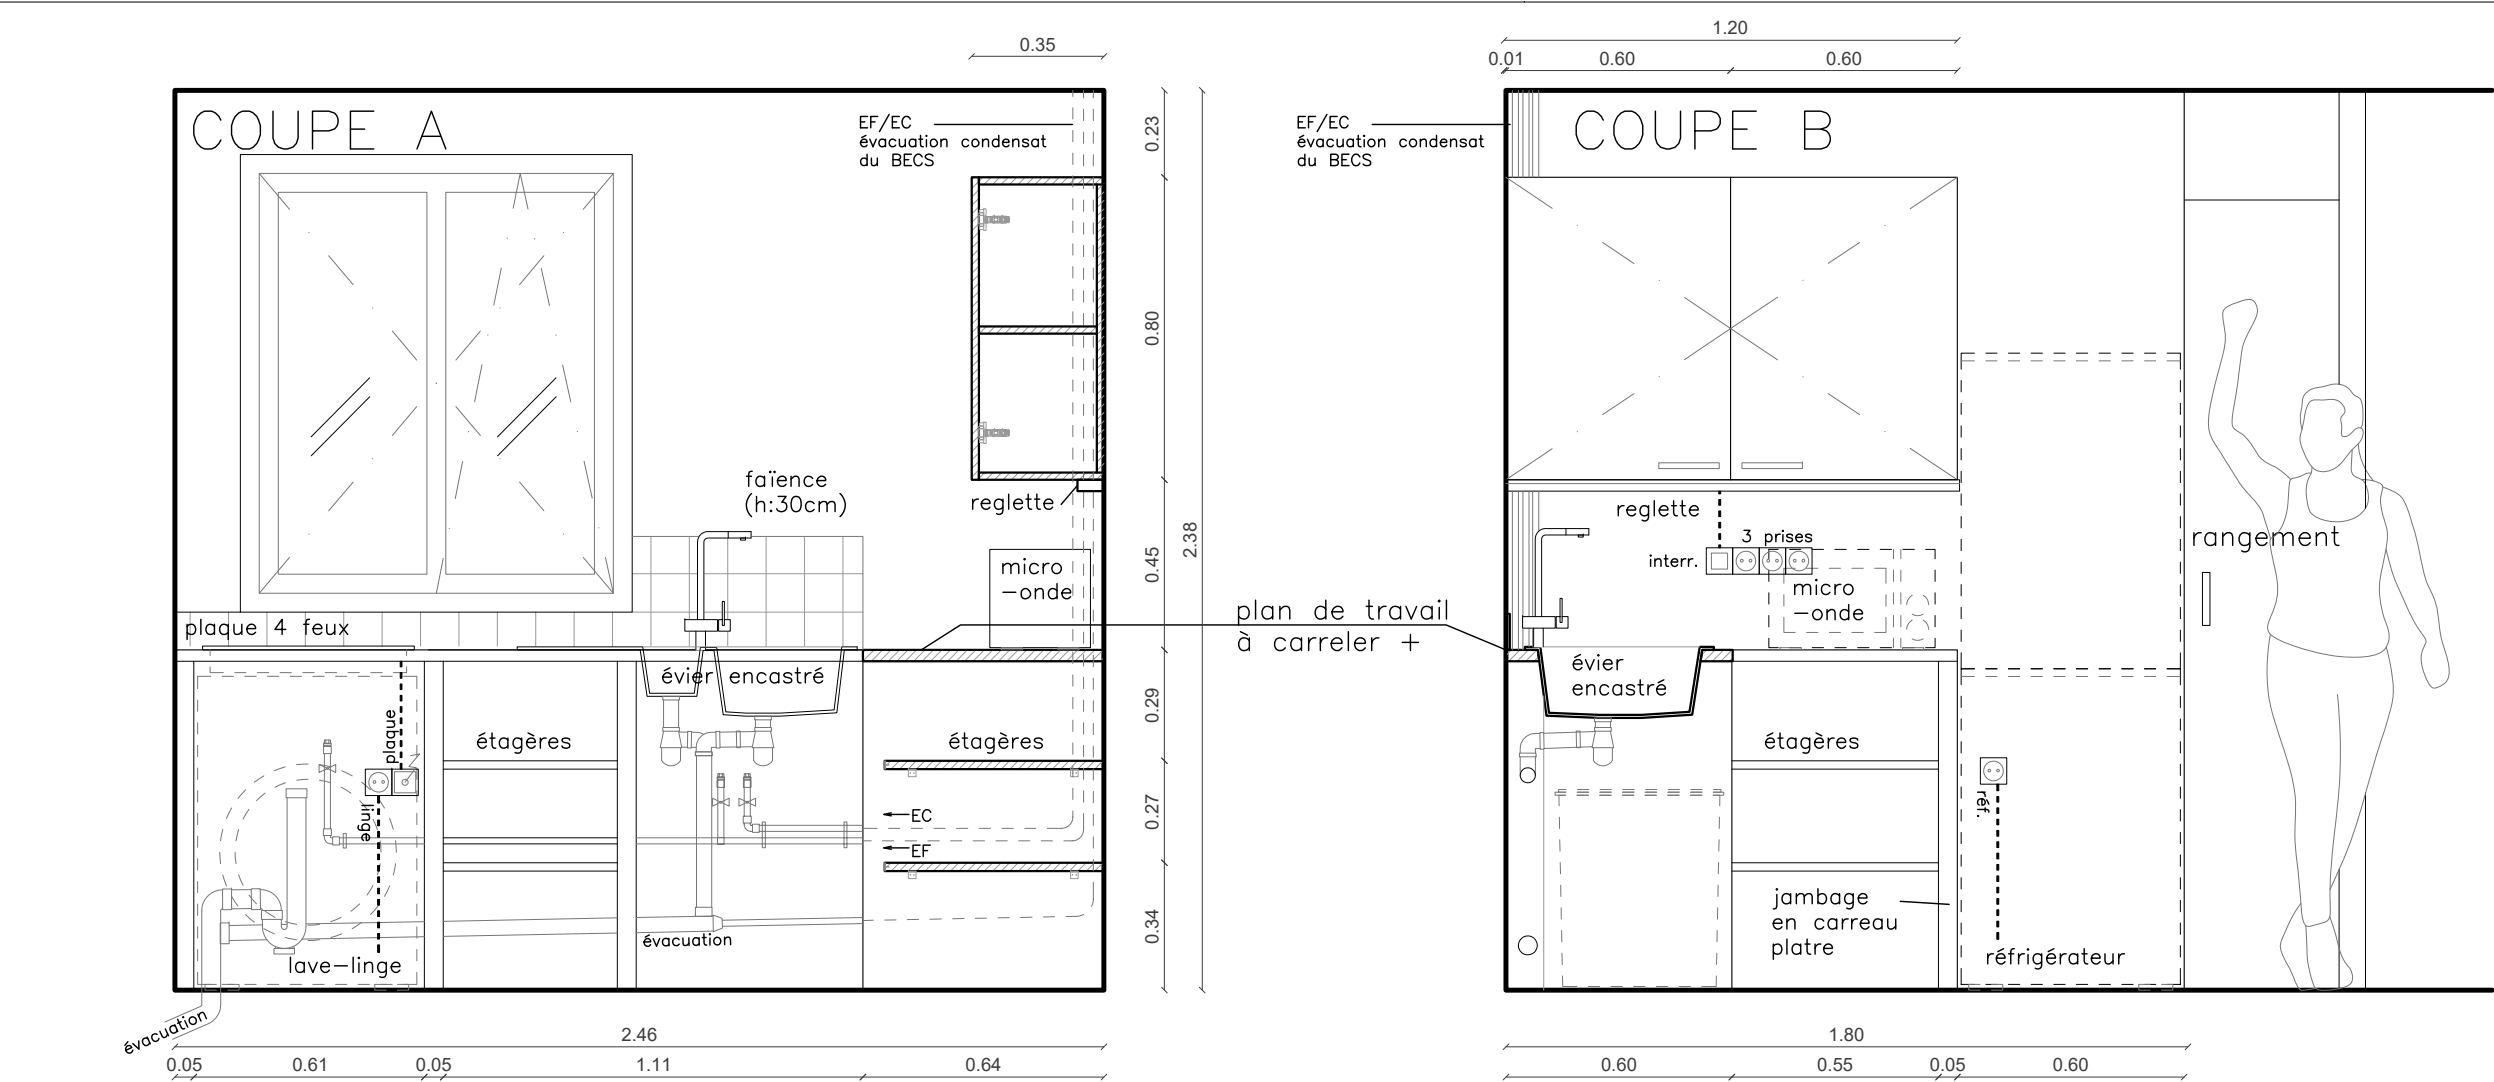 0.35
1.20
0.01
0.60
0.60
COUPE A
EF/EC
évacuation condensat
du BECS
0.23
0.80
0.45
2.38
0.29
0.27
0.34
faïence
(h:30cm)
reglette
micro
-onde
plaque 4 feux
évier encastré
plaque
étagères
étagères
linge
EC
EF
évacuation
lave-linge
évacuation
2.46
0.05
0.61
0.05
1.11
0.64
plan de travail
à carreler +
EF/EC
évacuation condensat
du BECS
COUPE B
reglette
3 prises
interr.
micro
-onde
rangement
évier
encastré
étagères
réf.
jambage
en carreau
platre
réfrigérateur
1.80
0.60
0.55
0.05
0.60